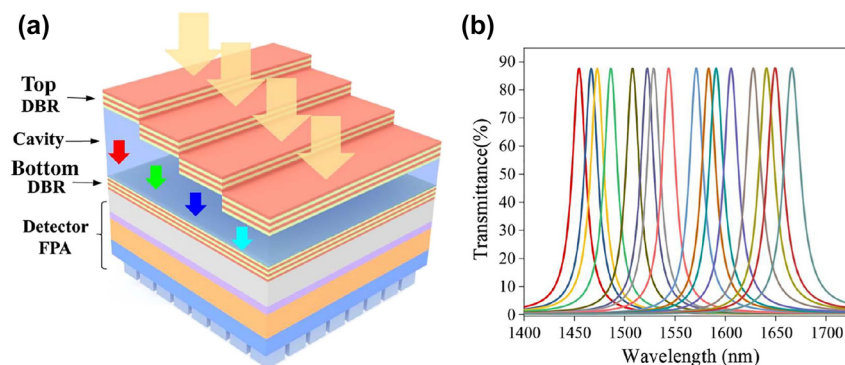 (a)
Top
DBR
Cavity
Bottom
DBR
Detector
FPA
(b)
Transmittance(%)
90
80
70
60
50
40
30
20
10
0
1400 1450 1500 1550 1600 1650 1700
Wavelength (nm)